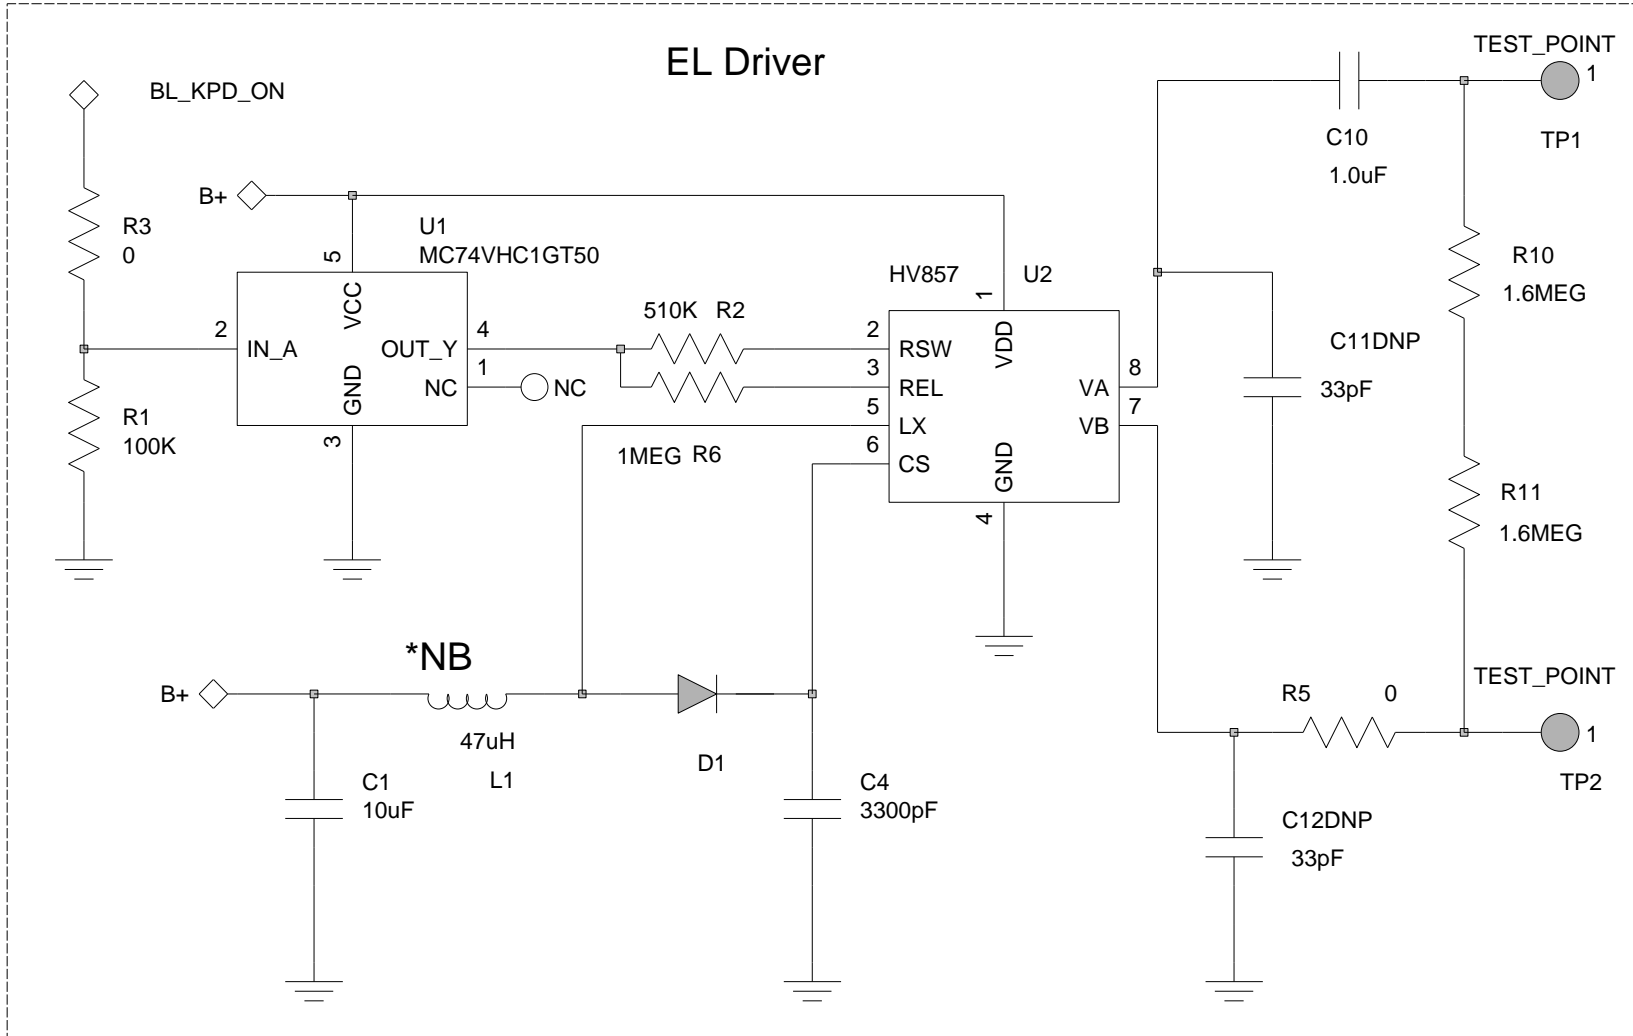 EL Driver
TEST_POINT
1
TP1
BL_KPD_ON
C10
1.0uF
B+
R3
0
U1
MC74VHC1GT50
5
VCC
HV857
U2
1
R10
1.6MEG
2
IN_A
OUT_Y
4
1
NC
NC
GND
3
510K R2
2
RSW
3
REL
5
LX
6
CS
VDD
GND
4
8
VA
7
VB
C11DNP
33pF
R1
100K
1MEG R6
R11
1.6MEG
*NB
B+
47uH
L1
D1
C1
10uF
C4
3300pF
R5 0
TEST_POINT
1
TP2
C12DNP
33pF